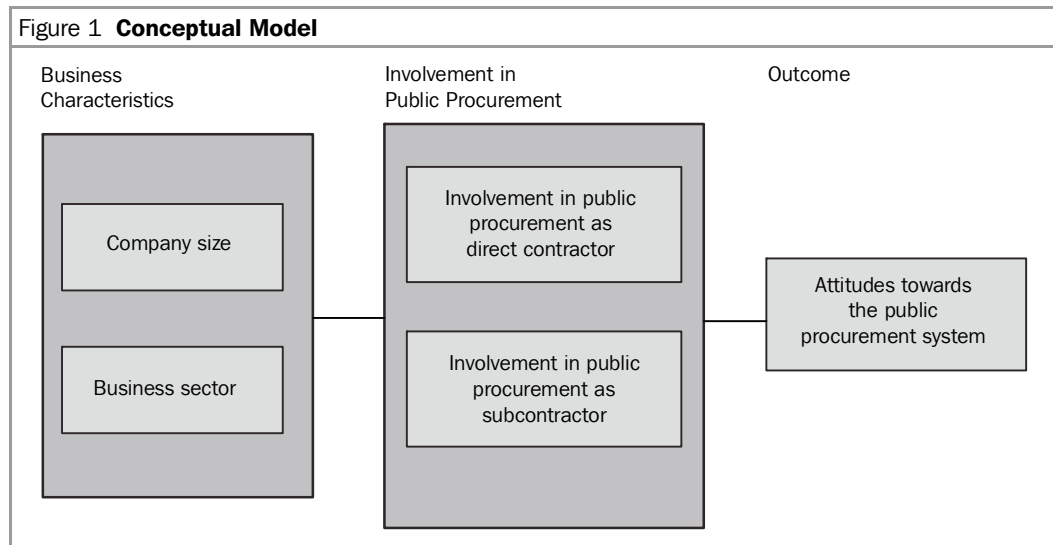 Figure 1 Conceptual Model
Business
Characteristics
Company size
Business sector
Involvement in
Public Procurement
Involvement in public
procurement as
direct contractor
Involvement in public
procurement as
subcontractor
Outcome
Attitudes towards
the public
procurement system